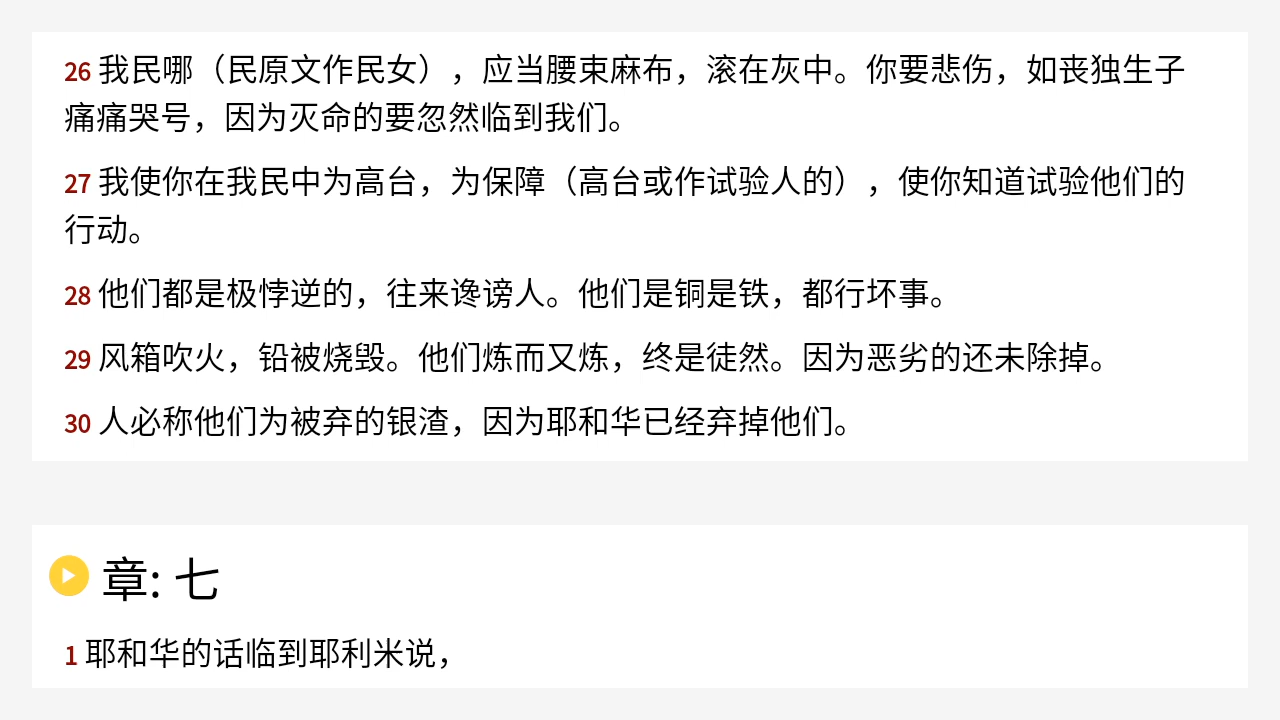 26 我民哪（民原文作民女），应当腰束麻布，滚在灰中。你要悲伤，如丧独生子
痛痛哭号，因为灭命的要忽然临到我们。
27 我使你在我民中为高台，为保障（高台或作试验人的），使你知道试验他们的
行动。
28 他们都是极悖逆的，往来谗谤人。他们是铜是铁，都行坏事。
29 风箱吹火，铅被烧毁。他们炼而又炼，终是徒然。因为恶劣的还未除掉。
30 人必称他们为被弃的银渣，因为耶和华已经弃掉他们。
章: 七
1 耶和华的话临到耶利米说，